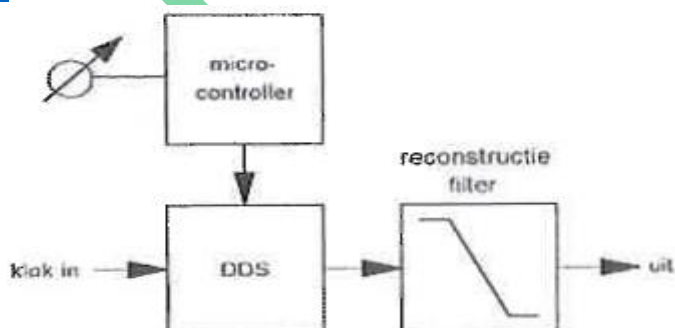 micro-
controller
reconstructie
filter
klok in
DDS
uit